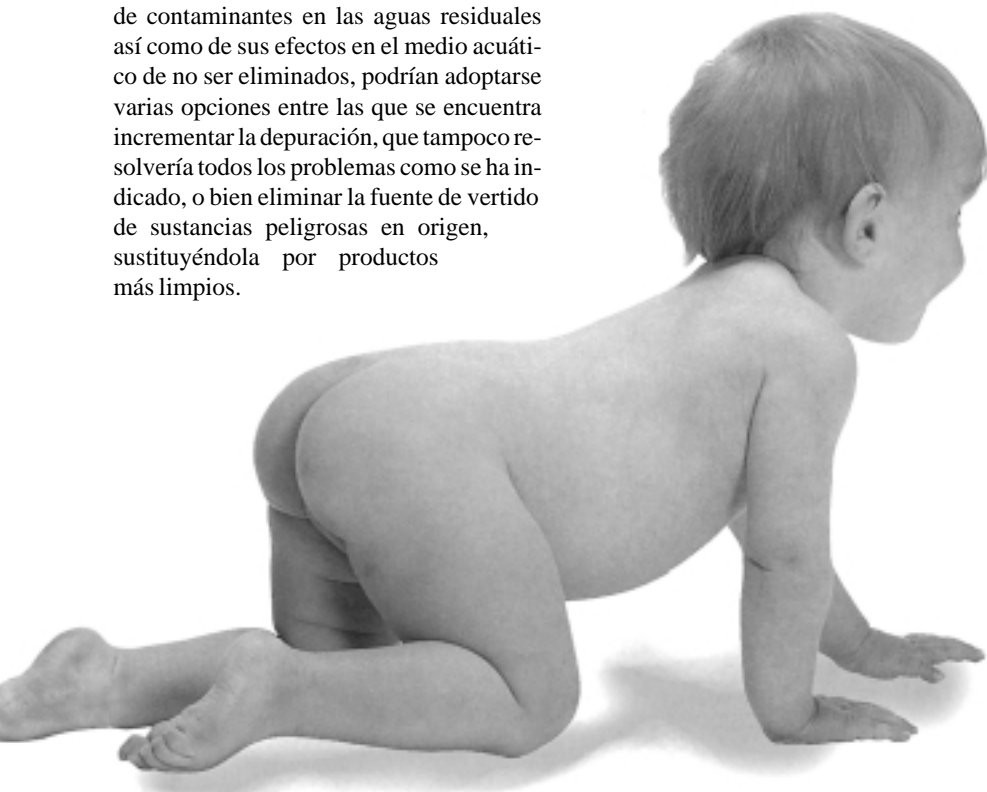 de contaminantes en las aguas residuales
así como de sus efectos en el medio acuáti-
co de no ser eliminados, podrían adoptarse
varias opciones entre las que se encuentra
incrementar la depuración, que tampoco re-
solvería todos los problemas como se ha in-
dicado, o bien eliminar la fuente de vertido
de sustancias peligrosas en origen,
sustituyéndola por productos
más limpios.